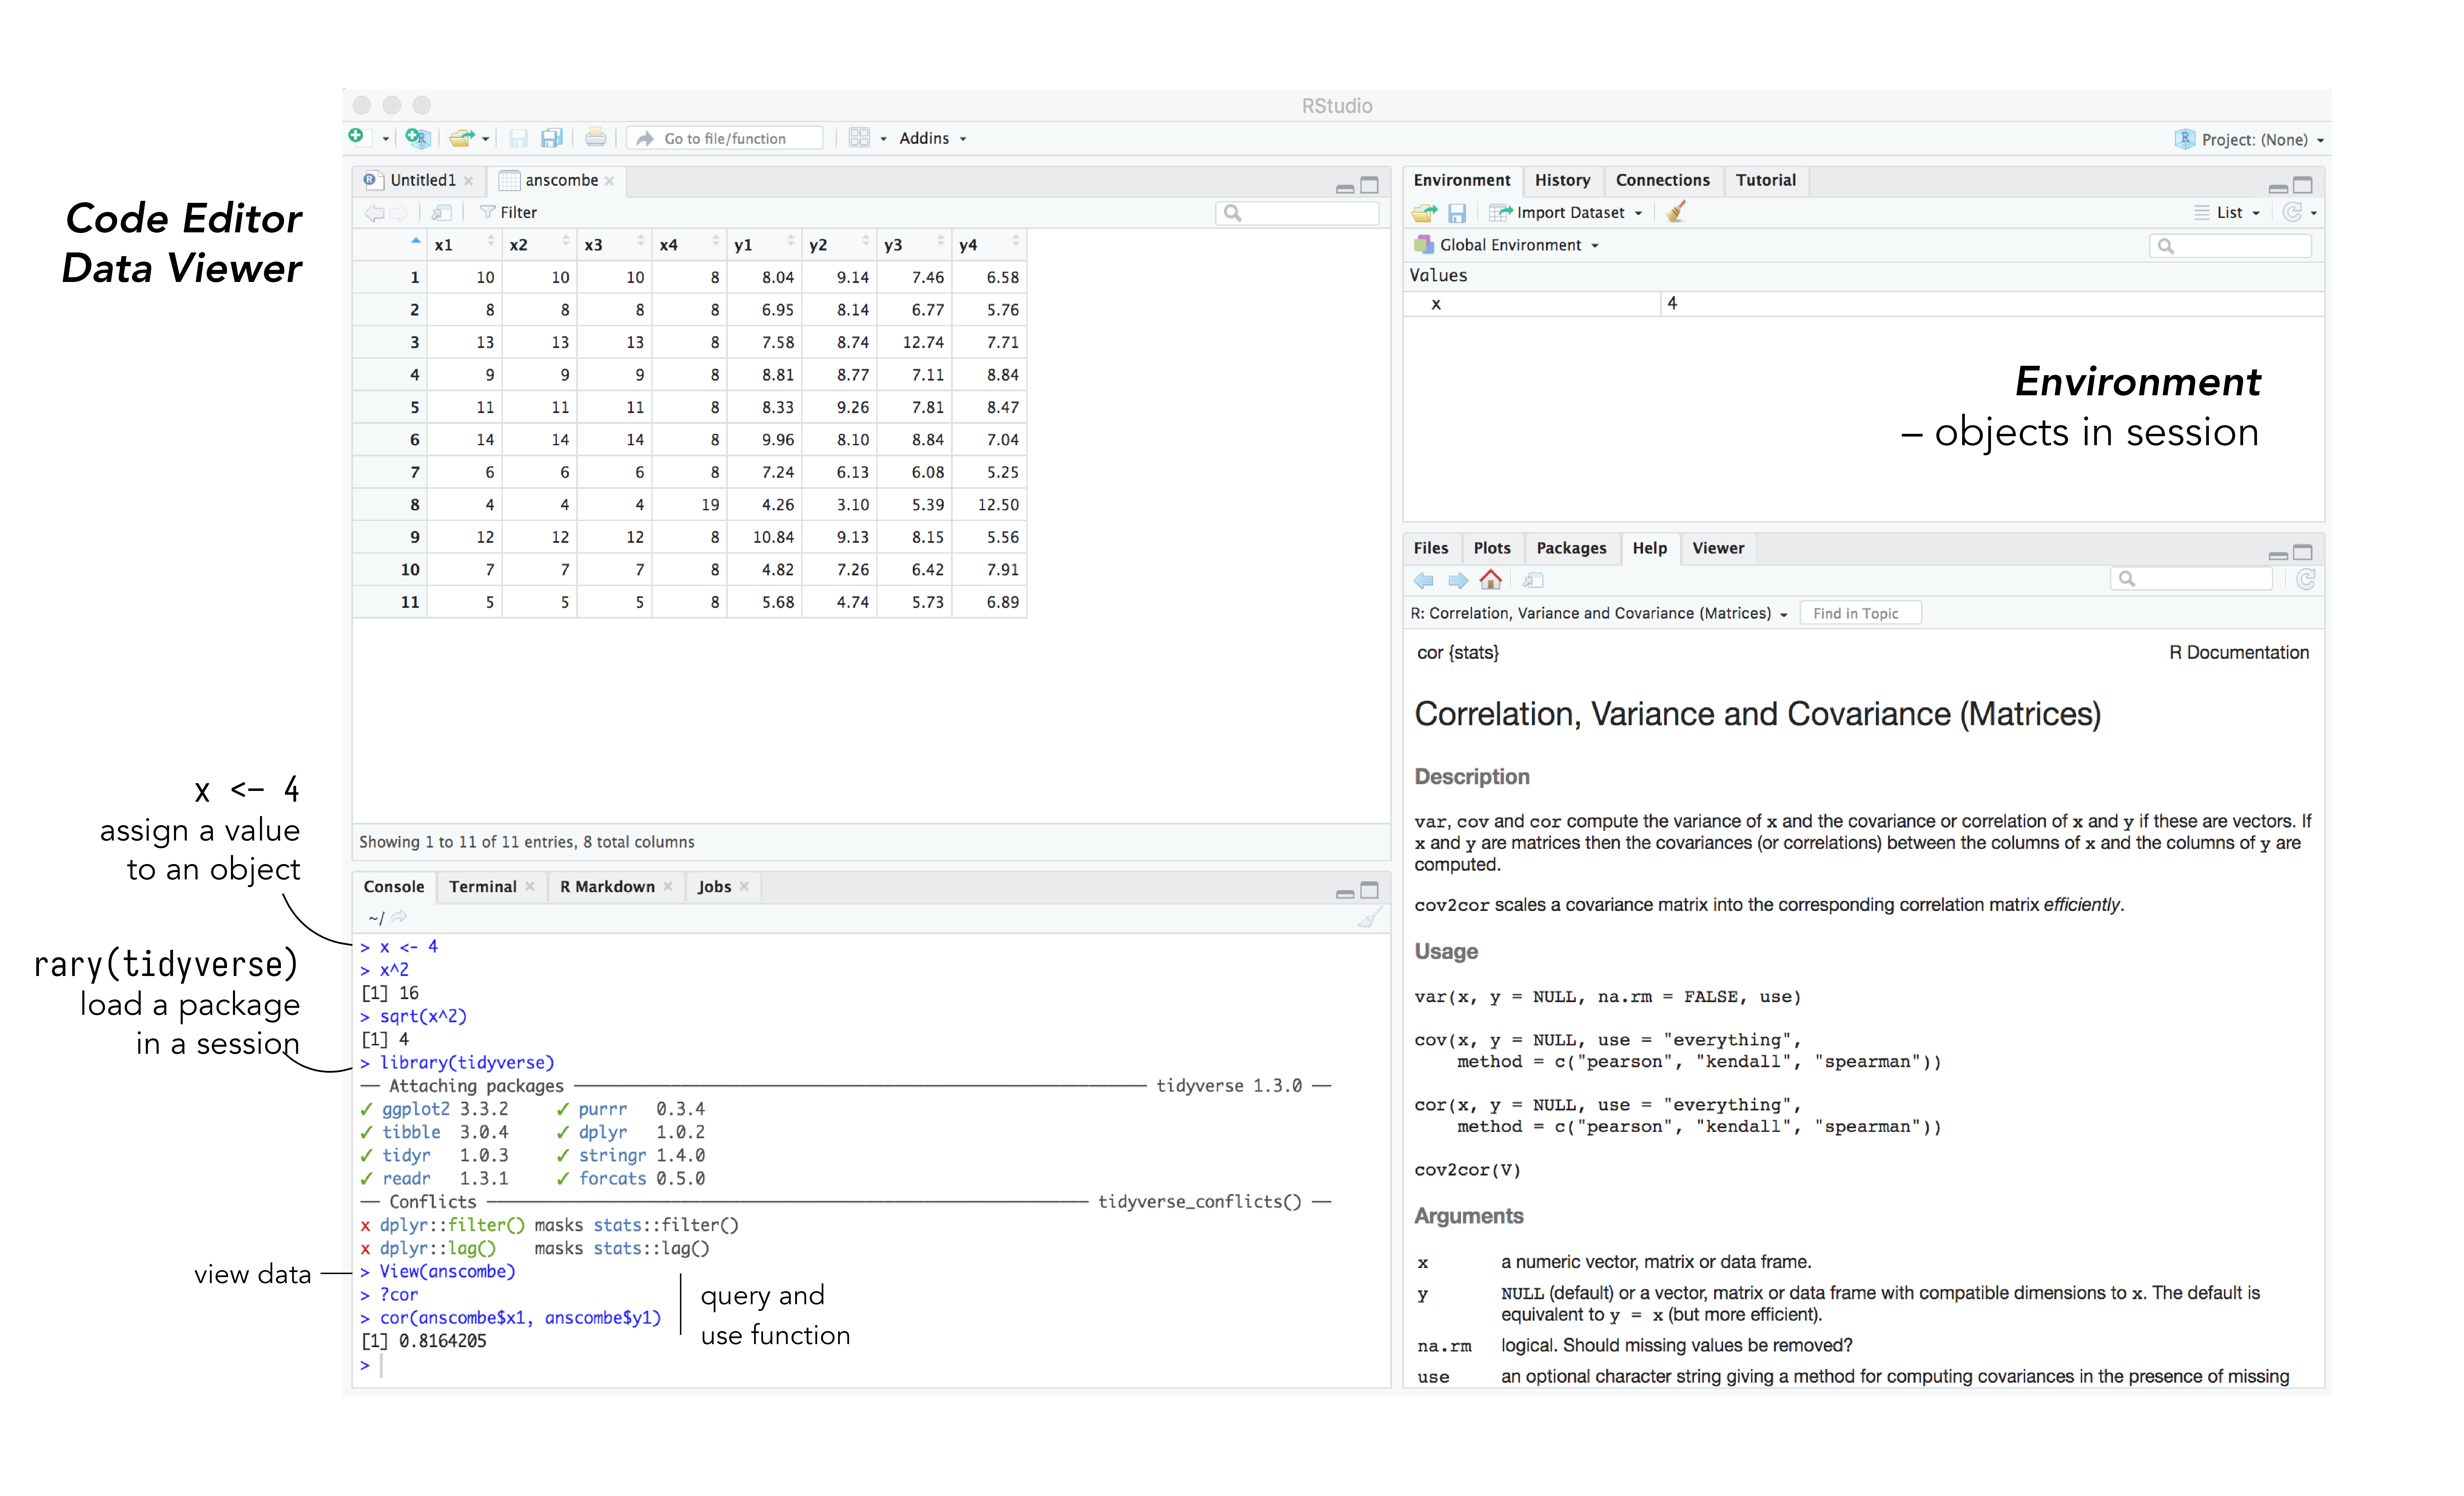 RStudio
Go to file/function
Addins
Project: (None)
Code Editor
Data Viewer
Untitled1
anscombe
Filter
x1 x2 x3 x4 y1 y2 y3 y4
1 10 10 10 8 8.04 9.14 7.46 6.58
2 8 8 8 8 6.95 8.14 6.77 5.76
3 13 13 13 8 7.58 8.74 12.74 7.71
4 9 9 9 8 8.81 8.77 7.11 8.84
5 11 11 11 8 8.33 9.26 7.81 8.47
6 14 14 14 8 9.96 8.10 8.84 7.04
7 6 6 6 8 7.24 6.13 6.08 5.25
8 4 4 4 19 4.26 3.10 5.39 12.50
9 12 12 12 8 10.84 9.13 8.15 5.56
10 7 7 7 8 4.82 7.26 6.42 7.91
11 5 5 5 8 5.68 4.74 5.73 6.89
Showing 1 to 11 of 11 entries, 8 total columns
x <- 4
assign a value
to an object
rary(tidyverse)
load a package
in a session
view data
Console Terminal R Markdown Jobs
~/
> x <- 4
> x^2
[1] 16
> sqrt(x^2)
[1] 4
> library(tidyverse)
── Attaching packages ── tidyverse 1.3.0 ──
✓ ggplot2 3.3.2 ✓ purrr 0.3.4
✓ tibble 3.0.4 ✓ dplyr 1.0.2
✓ tidyr 1.0.3 ✓ stringr 1.4.0
✓ readr 1.3.1 ✓ forcats 0.5.0
── Conflicts ── tidyverse_conflicts() ──
x dplyr::filter() masks stats::filter()
x dplyr::lag() masks stats::lag()
> View(anscombe)
> ?cor
> cor(anscombe$x1, anscombe$y1)
[1] 0.8164205
>
query and
use function
Environment History Connections Tutorial
Import Dataset
List
Global Environment
Values
x 4
Environment
– objects in session
Files Plots Packages Help Viewer
R: Correlation, Variance and Covariance (Matrices)
Find in Topic
cor {stats} R Documentation
Correlation, Variance and Covariance (Matrices)
Description
var, cov and cor compute the variance of x and the covariance or correlation of x and y if these are vectors. If
x and y are matrices then the covariances (or correlations) between the columns of x and the columns of y are
computed.
cov2cor scales a covariance matrix into the corresponding correlation matrix efficiently.
Usage
var(x, y = NULL, na.rm = FALSE, use)
cov(x, y = NULL, use = "everything",
method = c("pearson", "kendall", "spearman"))
cor(x, y = NULL, use = "everything",
method = c("pearson", "kendall", "spearman"))
cov2cor(V)
Arguments
x a numeric vector, matrix or data frame.
y NULL (default) or a vector, matrix or data frame with compatible dimensions to x. The default is
equivalent to y = x (but more efficient).
na.rm logical. Should missing values be removed?
use an optional character string giving a method for computing covariances in the presence of missing